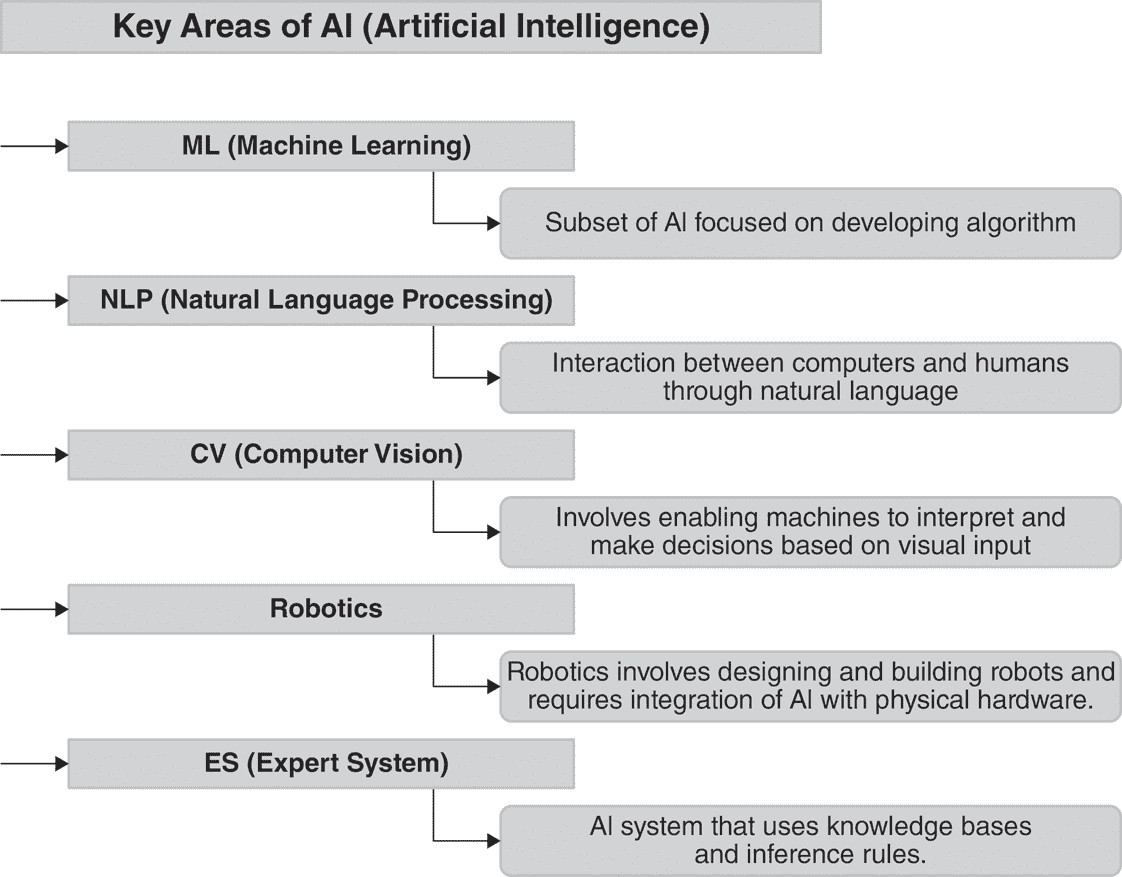 Key Areas of AI (Artificial Intelligence)
ML (Machine Learning)
Subset of AI focused on developing algorithm
NLP (Natural Language Processing)
Interaction between computers and humans
through natural language
CV (Computer Vision)
Involves enabling machines to interpret and
make decisions based on visual input
Robotics
Robotics involves designing and building robots and
requires integration of AI with physical hardware.
ES (Expert System)
AI system that uses knowledge bases
and inference rules.